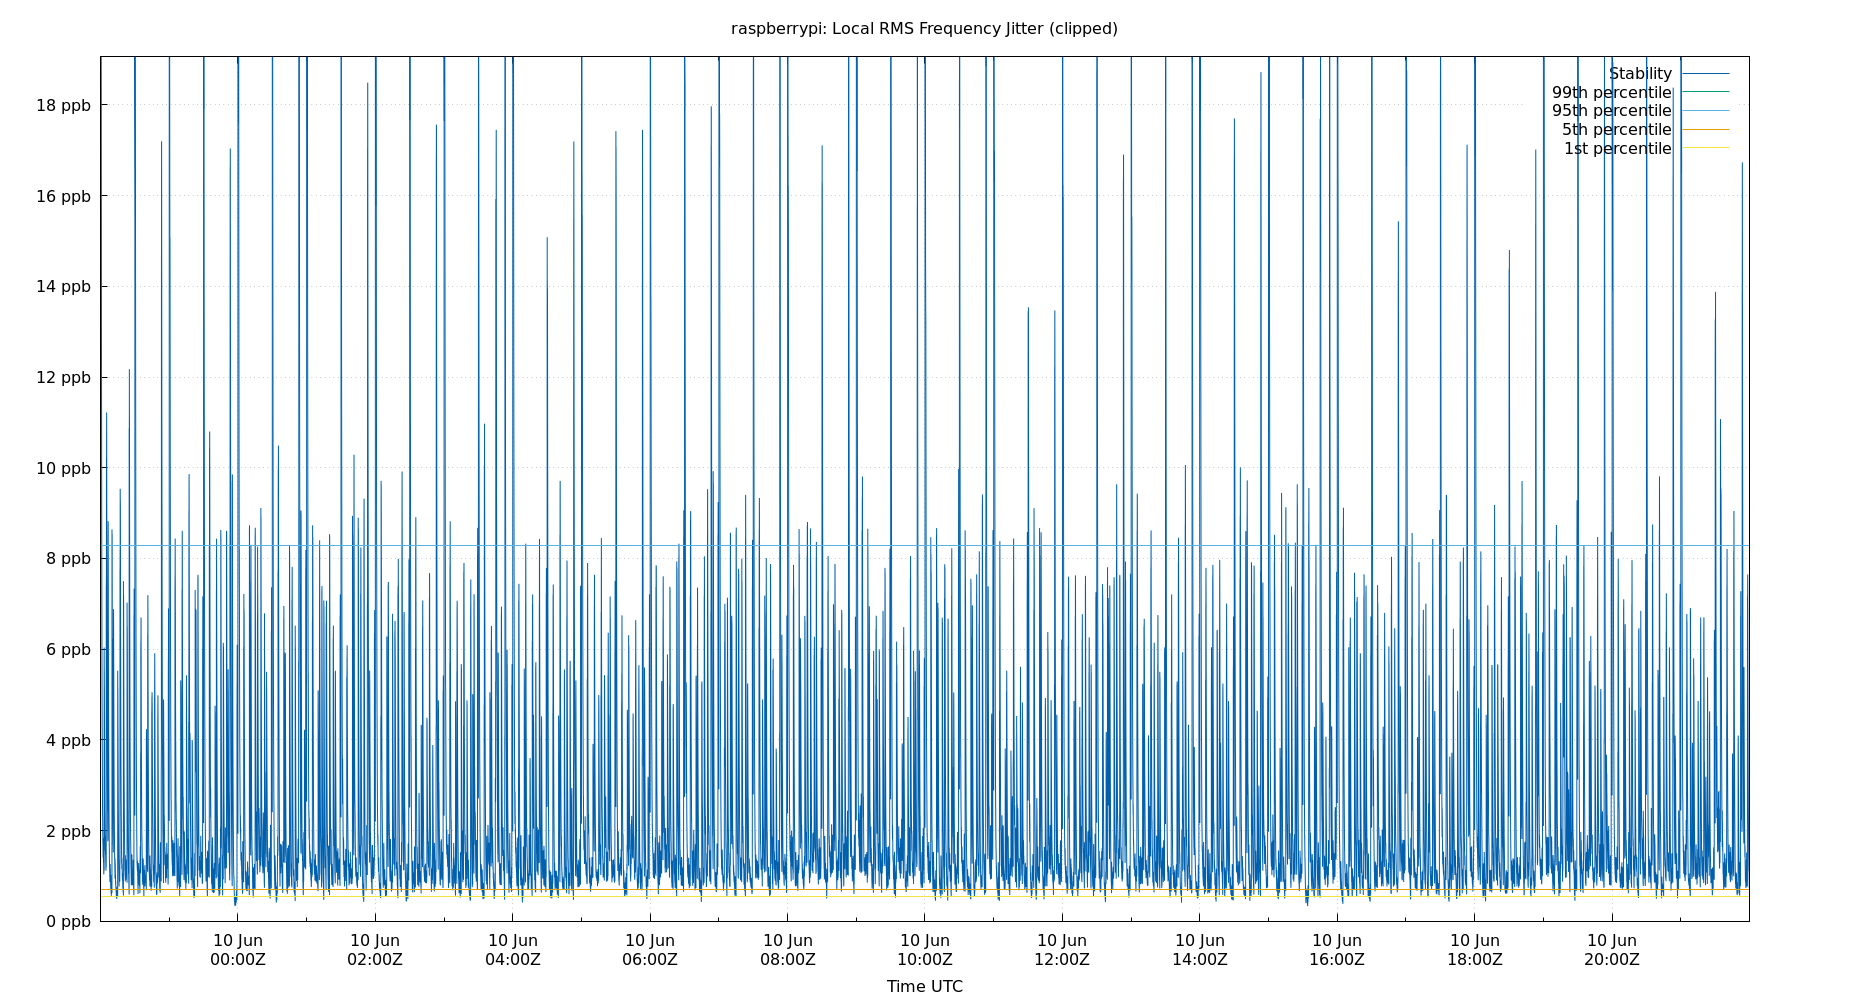 raspberrypi: Local RMS Frequency Jitter (clipped)
Stability
99th percentile
95th percentile
5th percentile
1st percentile
18 ppb
16 ppb
14 ppb
12 ppb
10 ppb
8 ppb
6 ppb
4 ppb
2 ppb
0 ppb
10 Jun 10 Jun 10 Jun 10 Jun 10 Jun 10 Jun 10 Jun 10 Jun 10 Jun 10 Jun 10 Jun
00:00Z 02:00Z 04:00Z 06:00Z 08:00Z 10:00Z 12:00Z 14:00Z 16:00Z 18:00Z 20:00Z
Time UTC